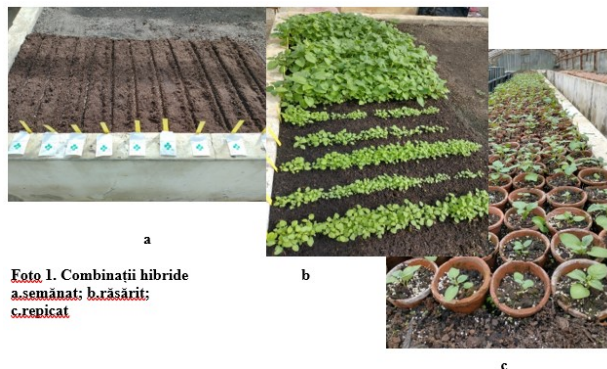 a
Foto 1. Combinații hibride
a.semănat; b.răsărit;
c.repicat
b
c